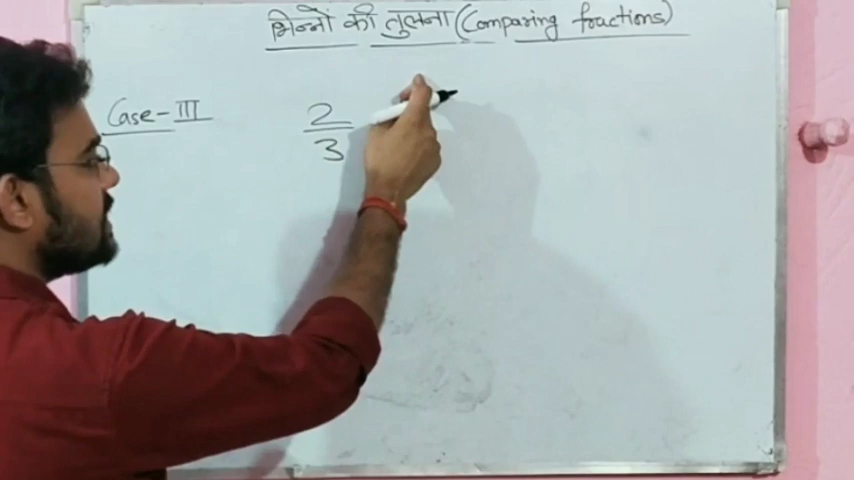 भिन्नों की तुलना (Comparing fractions)
Case-III
2
3